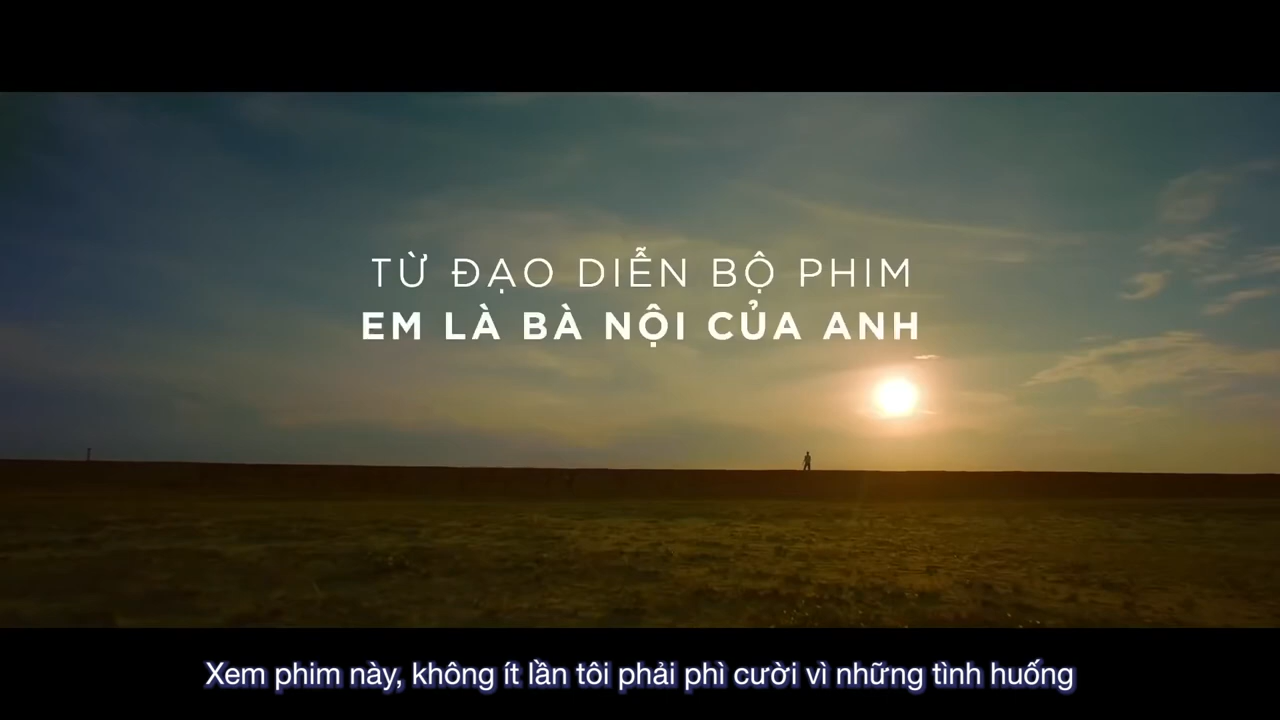 TỪ ĐẠO DIỄN BỘ PHIM
EM LÀ BÀ NỘI CỦA ANH
Xem phim này, không ít lần tôi phải phì cười vì những tình huống